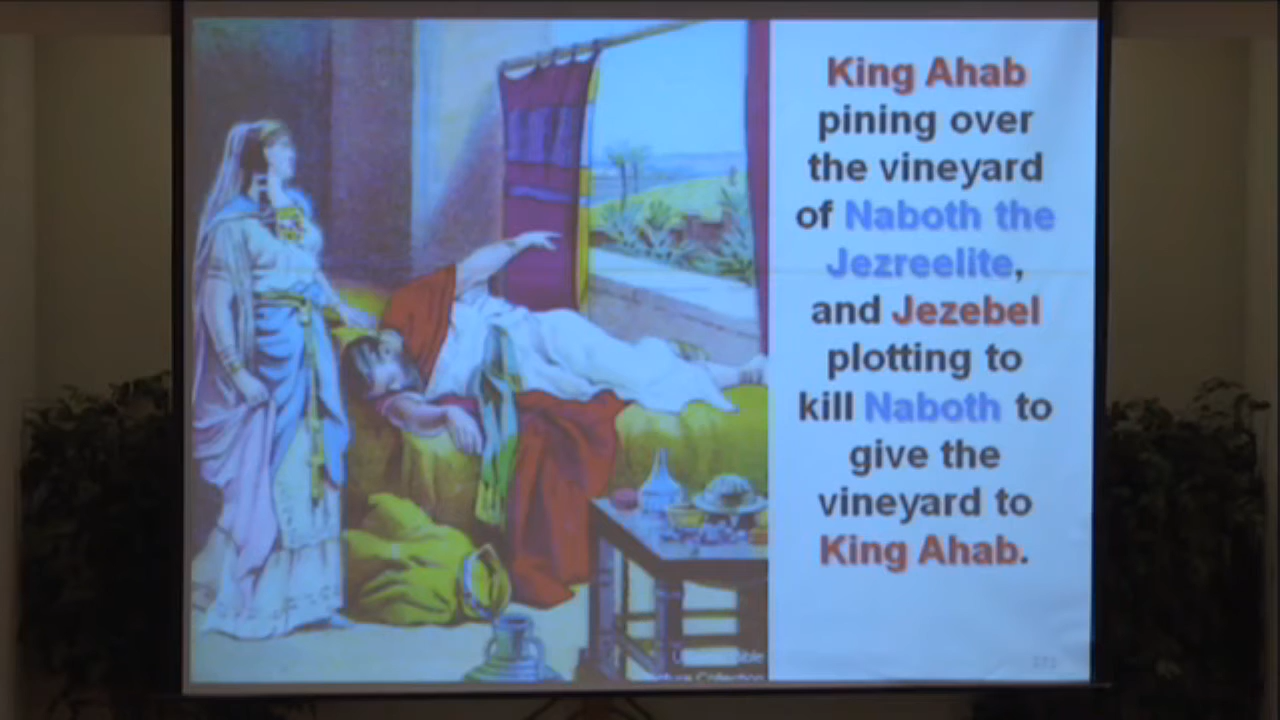 King Ahab
pining over
the vineyard
of Naboth the
Jezreelite,
and Jezebel
plotting to
kill Naboth to
give the
vineyard to
King Ahab.
Collection